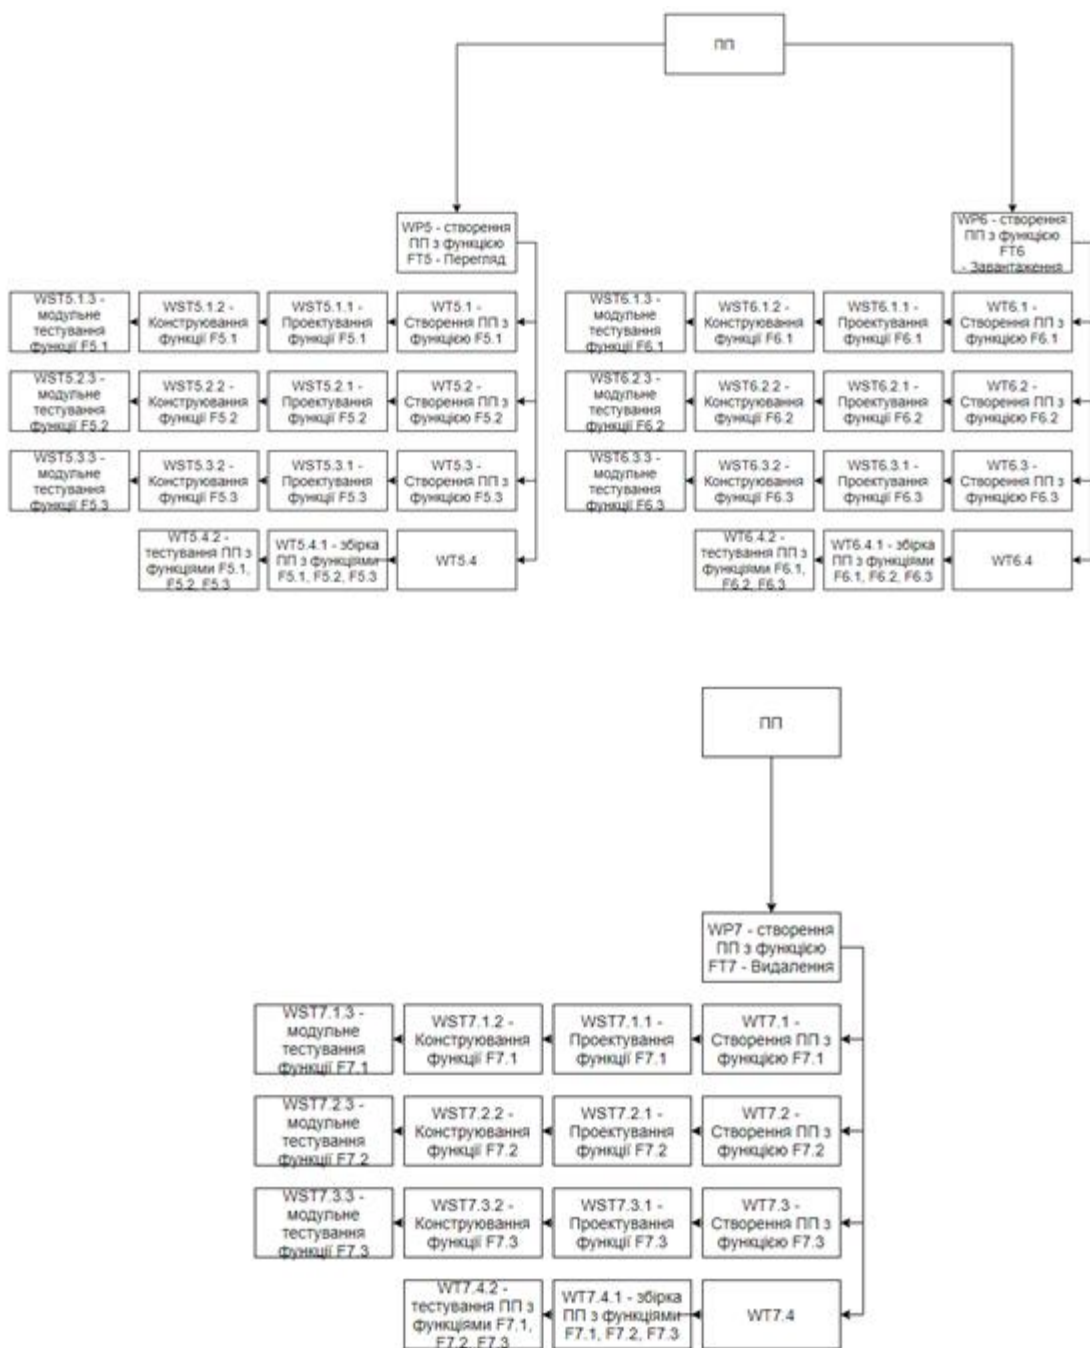 ПП
WP5 - створення
ПП з функцією
FT5 - Перегляд
WP6 - створення
ПП з функцією
FT6
- Завантаження
WST5.1.3 -
модульне
тестування
функції F5.1
WST5.1.2 -
Конструювання
функції F5.1
WST5.1.1 -
Проектування
функції F5.1
WT5.1 -
Створення ПП з
функцією F5.1
WST6.1.3 -
модульне
тестування
функції F6.1
WST6.1.2 -
Конструювання
функції F6.1
WST6.1.1 -
Проектування
функції F6.1
WT6.1 -
Створення ПП з
функцією F6.1
WST5.2.3 -
модульне
тестування
функції F5.2
WST5.2.2 -
Конструювання
функції F5.2
WST5.2.1 -
Проектування
функції F5.2
WT5.2 -
Створення ПП з
функцією F5.2
WST6.2.3 -
модульне
тестування
функції F6.2
WST6.2.2 -
Конструювання
функції F6.2
WST6.2.1 -
Проектування
функції F6.2
WT6.2 -
Створення ПП з
функцією F6.2
WST5.3.3 -
модульне
тестування
функції F5.3
WST5.3.2 -
Конструювання
функції F5.3
WST5.3.1 -
Проектування
функції F5.3
WT5.3 -
Створення ПП з
функцією F5.3
WST6.3.3 -
модульне
тестування
функції F6.3
WST6.3.2 -
Конструювання
функції F6.3
WST6.3.1 -
Проектування
функції F6.3
WT6.3 -
Створення ПП з
функцією F6.3
WT5.4.2 -
тестування ПП з
функціями F5.1,
F5.2, F5.3
WT5.4.1 - збірка
ПП з функціями
F5.1, F5.2, F5.3
WT5.4
WT6.4.2 -
тестування ПП з
функціями F6.1,
F6.2, F6.3
WT6.4.1 - збірка
ПП з функціями
F6.1, F6.2, F6.3
WT6.4
ПП
WP7 - створення
ПП з функцією
FT7 - Видалення
WST7.1.3 -
модульне
тестування
функції F7.1
WST7.1.2 -
Конструювання
функції F7.1
WST7.1.1 -
Проектування
функції F7.1
WT7.1 -
Створення ПП з
функцією F7.1
WST7.2.3 -
модульне
тестування
функції F7.2
WST7.2.2 -
Конструювання
функції F7.2
WST7.2.1 -
Проектування
функції F7.2
WT7.2 -
Створення ПП з
функцією F7.2
WST7.3.3 -
модульне
тестування
функції F7.3
WST7.3.2 -
Конструювання
функції F7.3
WST7.3.1 -
Проектування
функції F7.3
WT7.3 -
Створення ПП з
функцією F7.3
WT7.4.2 -
тестування ПП з
функціями F7.1,
F7.2, F7.3
WT7.4.1 - збірка
ПП з функціями
F7.1, F7.2, F7.3
WT7.4